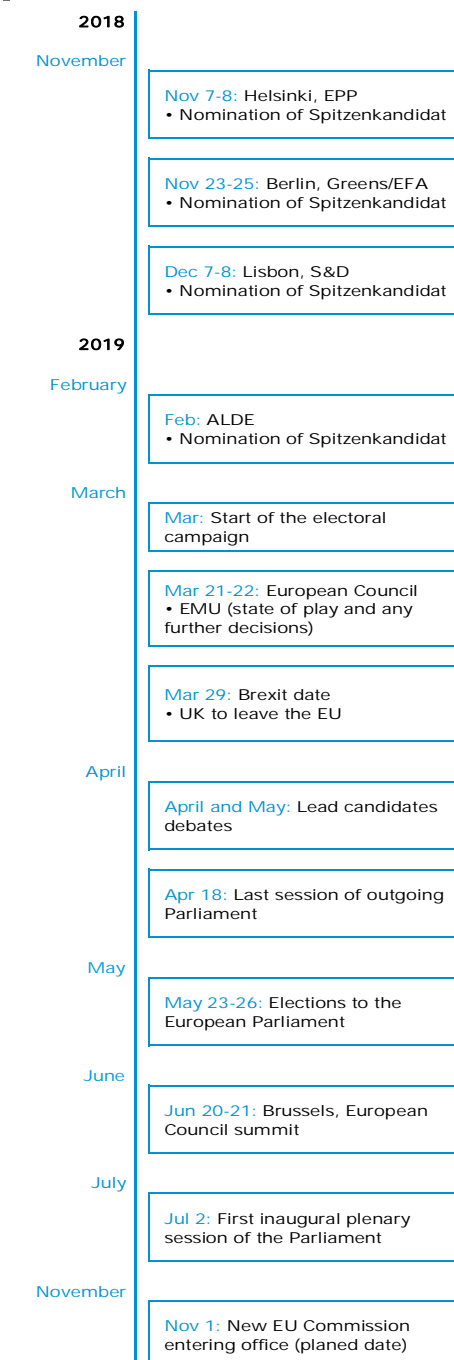 2018
November
Nov 7-8: Helsinki, EPP
• Nomination of Spitzenkandidat
Nov 23-25: Berlin, Greens/EFA
• Nomination of Spitzenkandidat
Dec 7-8: Lisbon, S&D
• Nomination of Spitzenkandidat
2019
February
Feb: ALDE
• Nomination of Spitzenkandidat
March
Mar: Start of the electoral
campaign
Mar 21-22: European Council
• EMU (state of play and any
further decisions)
Mar 29: Brexit date
• UK to leave the EU
April
April and May: Lead candidates
debates
Apr 18: Last session of outgoing
Parliament
May
May 23-26: Elections to the
European Parliament
June
Jun 20-21: Brussels, European
Council summit
July
Jul 2: First inaugural plenary
session of the Parliament
November
Nov 1: New EU Commission
entering office (planed date)